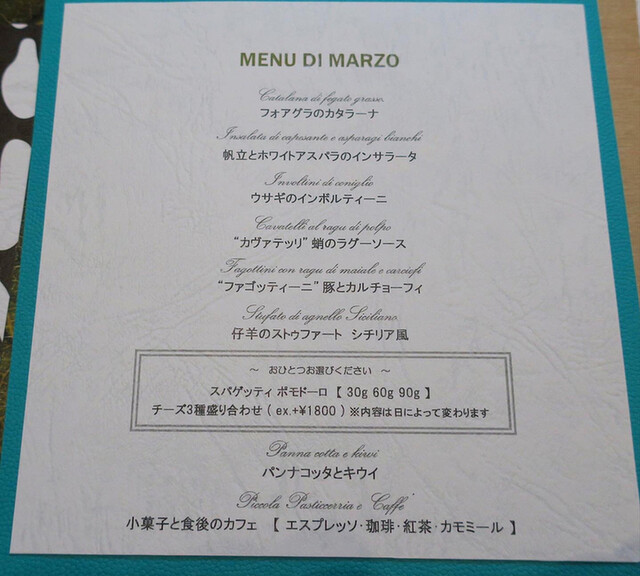 MENU DI MARZO
Catalana di fegato grasso
フォアグラのカタラーナ
Insalata di capesante e asparagi bianchi
帆立とホワイトアスパラのインサラータ
Involtini di coniglio
ウサギのインボルティーニ
Cavatelli al ragu di polpo
“カヴァテッリ” 蛸のラグーソース
Fagottini con ragu di maiale e carciofi
“ファゴッティーニ” 豚とカルチョーフィ
Stufato di agnello Siciliano
仔羊のストゥファート シチリア風
～ おひとつお選びください ～
スパゲッティ ポモドーロ 【 30g 60g 90g 】
チーズ3種盛り合わせ ( ex.+¥1800 ) ※内容は日によって変わります
Panna cotta e kiwi
パンナコッタとキウイ
Piccola Pasticcerria e Caffe'
小菓子と食後のカフェ 【 エスプレッソ・珈琲・紅茶・カモミール 】